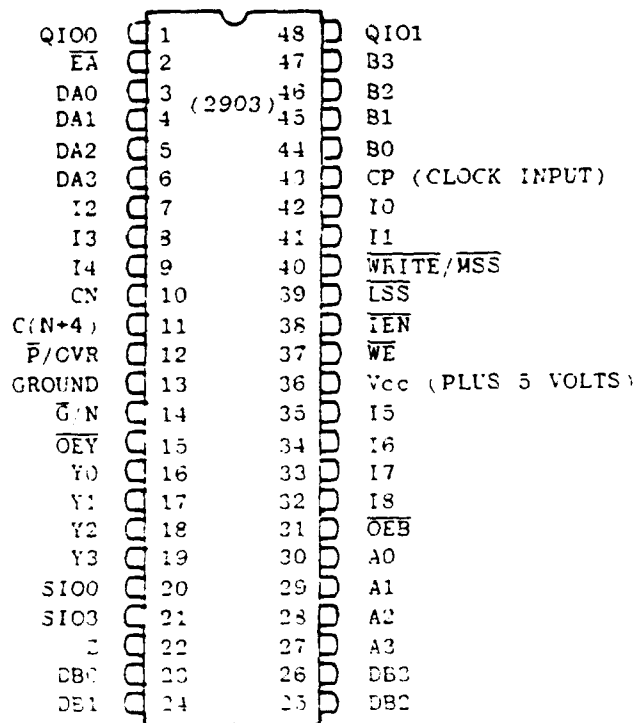 QIO0 1 48 QIO1
EA 2 47 B3
DA0 3 (2903) 46 B2
DA1 4 45 B1
DA2 5 44 B0
DA3 6 43 CP (CLOCK INPUT)
I2 7 42 I0
I3 8 41 I1
I4 9 40 WRITE/MSS
CN 10 39 LSS
C(N+4) 11 38 IEN
P/OVR 12 37 WE
GROUND 13 36 Vcc (PLUS 5 VOLTS)
G/N 14 35 I5
OEY 15 34 I6
Y0 16 33 I7
Y1 17 32 I8
Y2 18 31 OEB
Y3 19 30 A0
SIO0 20 29 A1
SIO3 21 28 A2
Z 22 27 A3
DB0 23 26 DB3
DB1 24 25 DB2